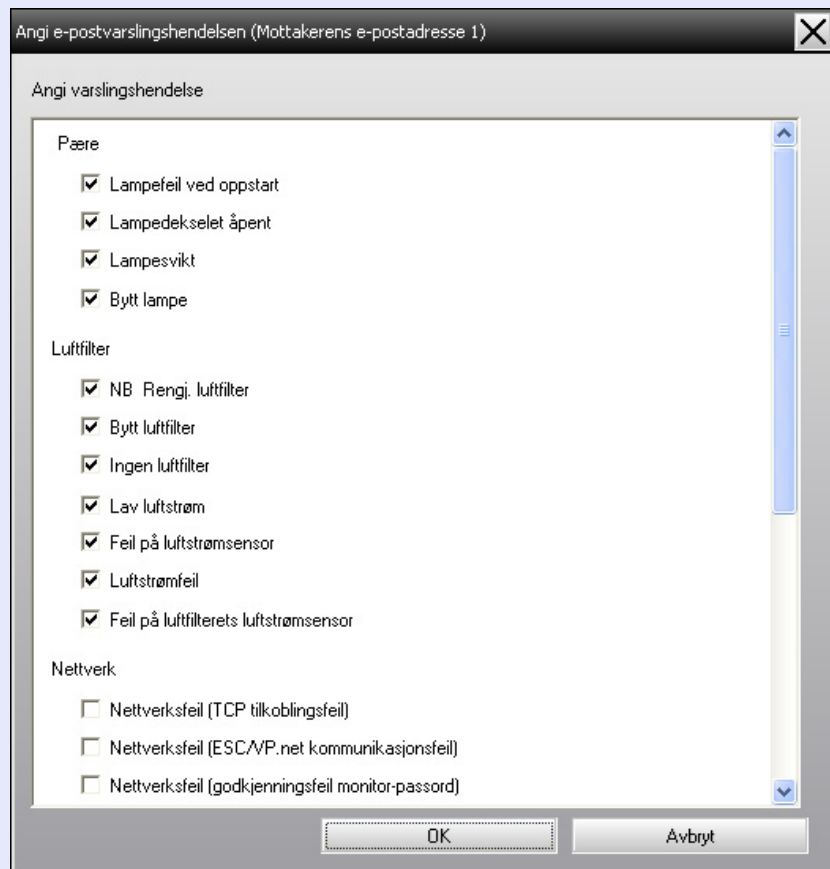 Angi e-postvarslingshendelsen (Mottakerens e-postadresse 1)
Angi varslingshendelse
Pære
Lampefeil ved oppstart
Lampedekselet åpent
Lampesvikt
Bytt lampe
Luftfilter
NB Rengj. luftfilter
Bytt luftfilter
Ingen luftfilter
Lav luftstrøm
Feil på luftstrømsensor
Luftstrømfeil
Feil på luftfilterets luftstrømsensor
Nettverk
Nettverksfeil (TCP tilkoblingsfeil)
Nettverksfeil (ESC/VP.net kommunikasjonsfeil)
Nettverksfeil (godkjenningsfeil monitor-passord)
OK
Avbryt